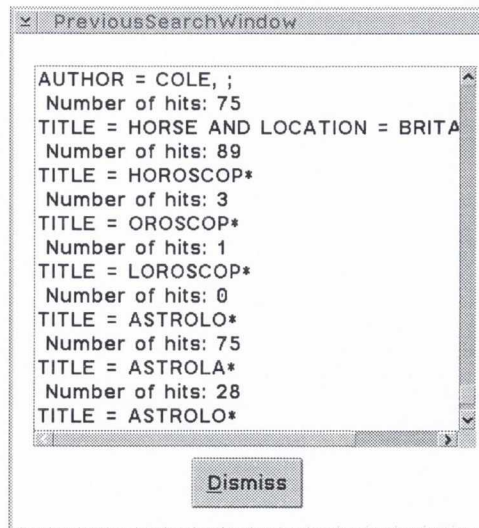 PreviousSearchWindow
AUTHOR = COLE, ;
Number of hits: 75
TITLE = HORSE AND LOCATION = BRITA
Number of hits: 89
TITLE = HOROSCOP*
Number of hits: 3
TITLE = OROSCOP*
Number of hits: 1
TITLE = LOROSCOP*
Number of hits: 0
TITLE = ASTROLO*
Number of hits: 75
TITLE = ASTROLA*
Number of hits: 28
TITLE = ASTROLO*
Dismiss